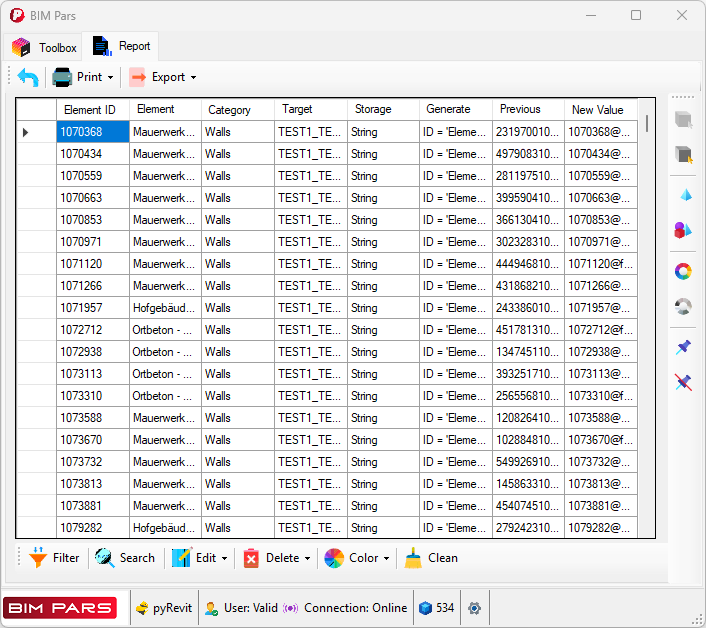 BIM Pars
Toolbox Report
Print Export
Element ID Element Category Target Storage Generate Previous New Value
1070368 Mauerwerk... Walls TEST1_TE... String ID = 'Eleme... 231970010... 1070368@...
1070434 Mauerwerk... Walls TEST1_TE... String ID = 'Eleme... 497908310... 1070434@...
1070559 Mauerwerk... Walls TEST1_TE... String ID = 'Eleme... 281197510... 1070559@...
1070663 Mauerwerk... Walls TEST1_TE... String ID = 'Eleme... 399590410... 1070663@...
1070853 Mauerwerk... Walls TEST1_TE... String ID = 'Eleme... 366130410... 1070853@...
1070971 Mauerwerk... Walls TEST1_TE... String ID = 'Eleme... 302328310... 1070971@...
1071120 Mauerwerk... Walls TEST1_TE... String ID = 'Eleme... 444946810... 1071120@f...
1071266 Mauerwerk... Walls TEST1_TE... String ID = 'Eleme... 431868210... 1071266@...
1071957 Hofgebäud... Walls TEST1_TE... String ID = 'Eleme... 243386010... 1071957@...
1072712 Ortbeton - ... Walls TEST1_TE... String ID = 'Eleme... 451781310... 1072712@f...
1072938 Ortbeton - ... Walls TEST1_TE... String ID = 'Eleme... 134745110... 1072938@...
1073113 Ortbeton - ... Walls TEST1_TE... String ID = 'Eleme... 393251710... 1073113@f...
1073310 Ortbeton - ... Walls TEST1_TE... String ID = 'Eleme... 256556810... 1073310@f...
1073588 Mauerwerk... Walls TEST1_TE... String ID = 'Eleme... 120826410... 1073588@...
1073670 Mauerwerk... Walls TEST1_TE... String ID = 'Eleme... 102884810... 1073670@f...
1073732 Mauerwerk... Walls TEST1_TE... String ID = 'Eleme... 549926910... 1073732@...
1073813 Mauerwerk... Walls TEST1_TE... String ID = 'Eleme... 145863310... 1073813@...
1073881 Mauerwerk... Walls TEST1_TE... String ID = 'Eleme... 454074510... 1073881@...
1079282 Hofgebäud... Walls TEST1_TE... String ID = 'Eleme... 279242310... 1079282@...
Filter Search Edit Delete Color Clean
BIM PARS pyRevit User: Valid Connection: Online 534